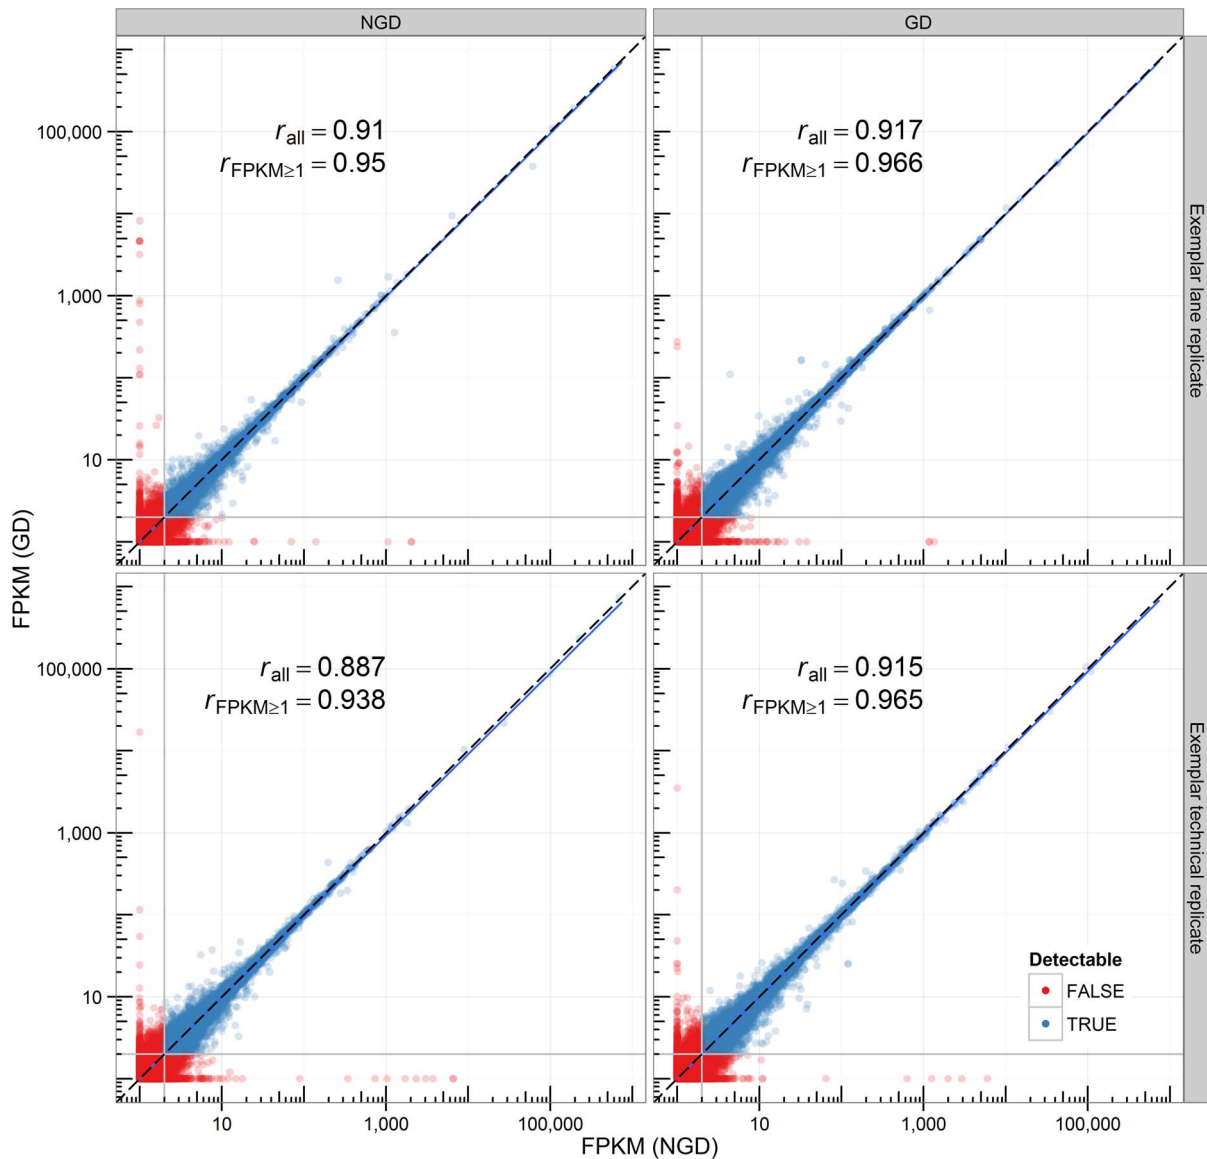 NGD
GD
r_all = 0.91
r_FPKM≥1 = 0.95
r_all = 0.917
r_FPKM≥1 = 0.966
Exemplar lane replicate
100,000
1,000
10
FPKM (GD)
r_all = 0.887
r_FPKM≥1 = 0.938
r_all = 0.915
r_FPKM≥1 = 0.965
Exemplar technical replicate
100,000
1,000
10
Detectable
FALSE
TRUE
10
1,000
100,000
10
1,000
100,000
FPKM (NGD)